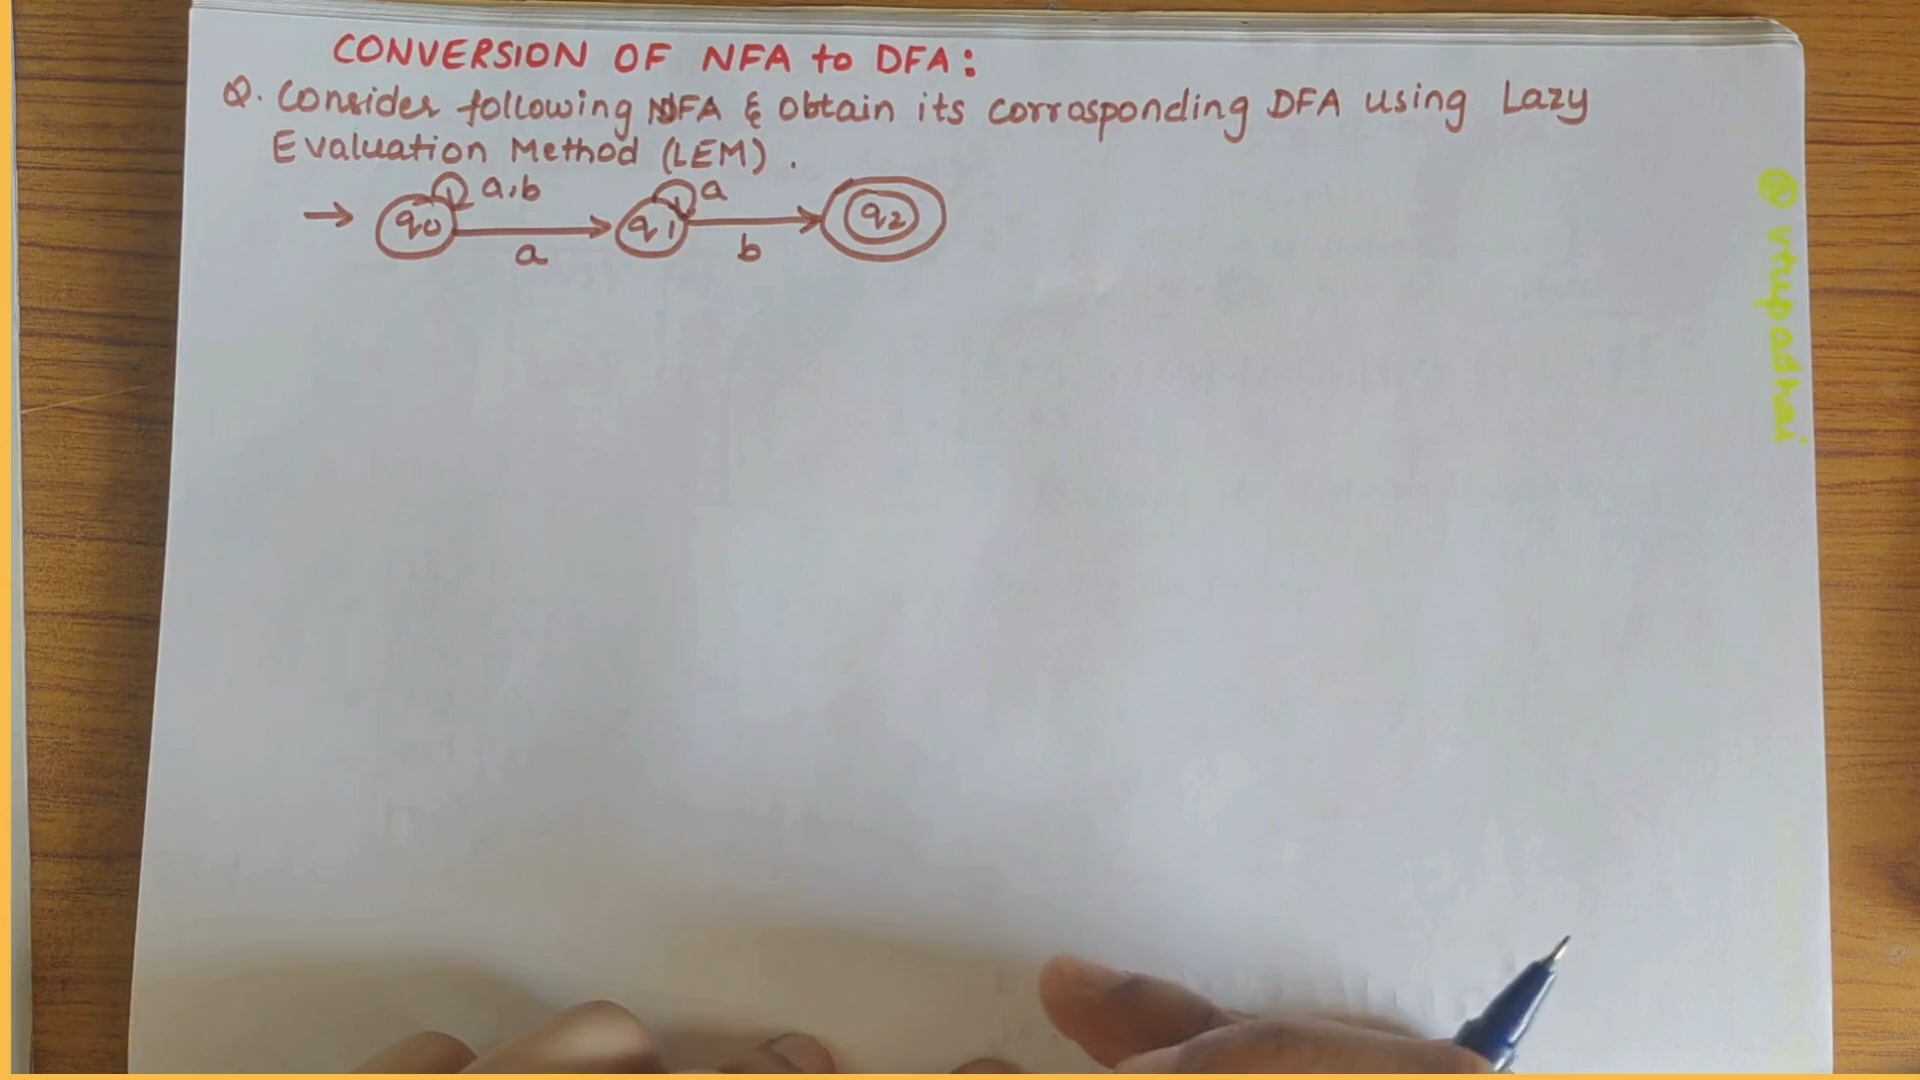 CONVERSION OF NFA to DFA:
Q. Consider following NFA & obtain its corrosponding DFA using Lazy
Evaluation Method (LEM).
a,b a
q0 q1 q2
a b
@ vtupadhai